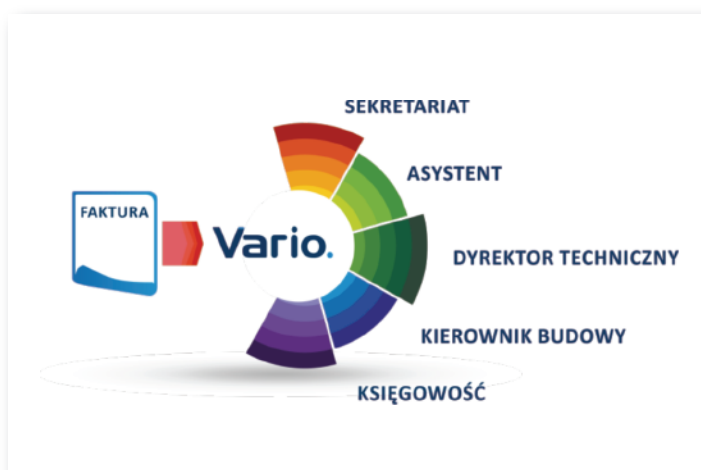 SEKRETARIAT
ASYSTENT
FAKTURA
Vario.
DYREKTOR TECHNICZNY
KIEROWNIK BUDOWY
KSIĘGOWOŚĆ